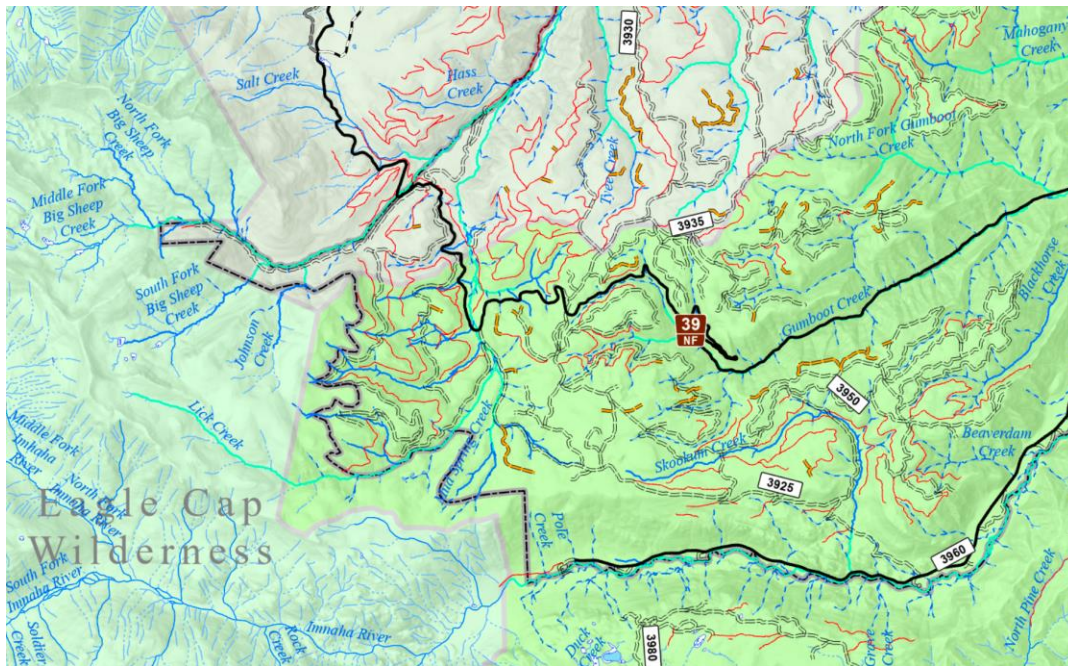 3930
Mahogany
Creek
Salt Creek
Hass
Creek
North Fork
Big Sheep
Creek
North Fork Gumboot
Creek
Tyee Creek
Middle Fork
Big Sheep
Creek
3935
South Fork
Big Sheep
Creek
Johnson
Creek
Blackhorse
Creek
Gumboot Creek
39
NF
3950
Lick Creek
Middle Fork
Imnaha
River
Skookum Creek
Beaverdam
Creek
North Fork
Imnaha River
3925
Eagle Cap
Wilderness
Pole
Creek
3960
South Fork
Imnaha River
Imnaha River
North Pine Creek
Soldier
Creek
Rock
Creek
Duck
Creek
3980
Grove Creek